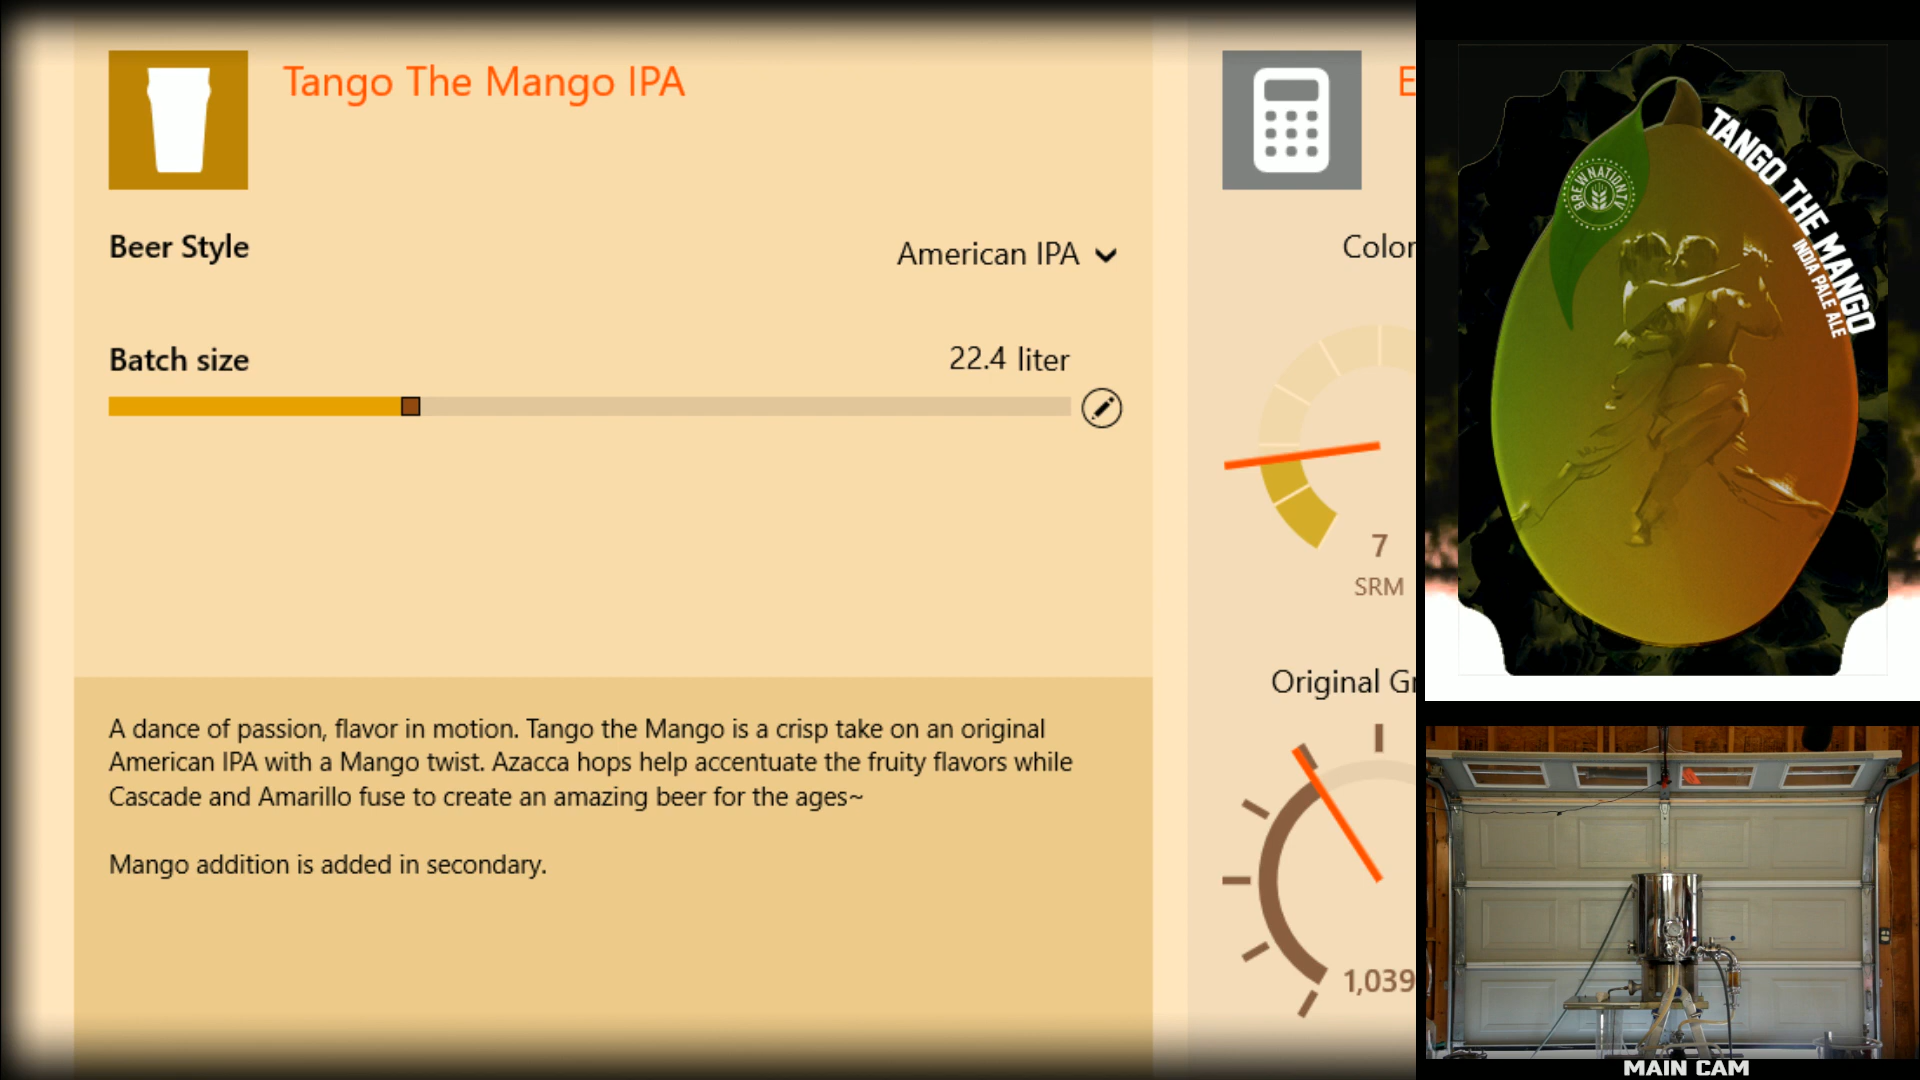 Tango The Mango IPA
E
Beer Style
American IPA
Color
Batch size
22.4 liter
7
SRM
Original Gr
1,039
A dance of passion, flavor in motion. Tango the Mango is a crisp take on an original
American IPA with a Mango twist. Azacca hops help accentuate the fruity flavors while
Cascade and Amarillo fuse to create an amazing beer for the ages~
Mango addition is added in secondary.
TANGO THE MANGO
INDIA PALE ALE
BREWNATIONTV
MAIN CAM